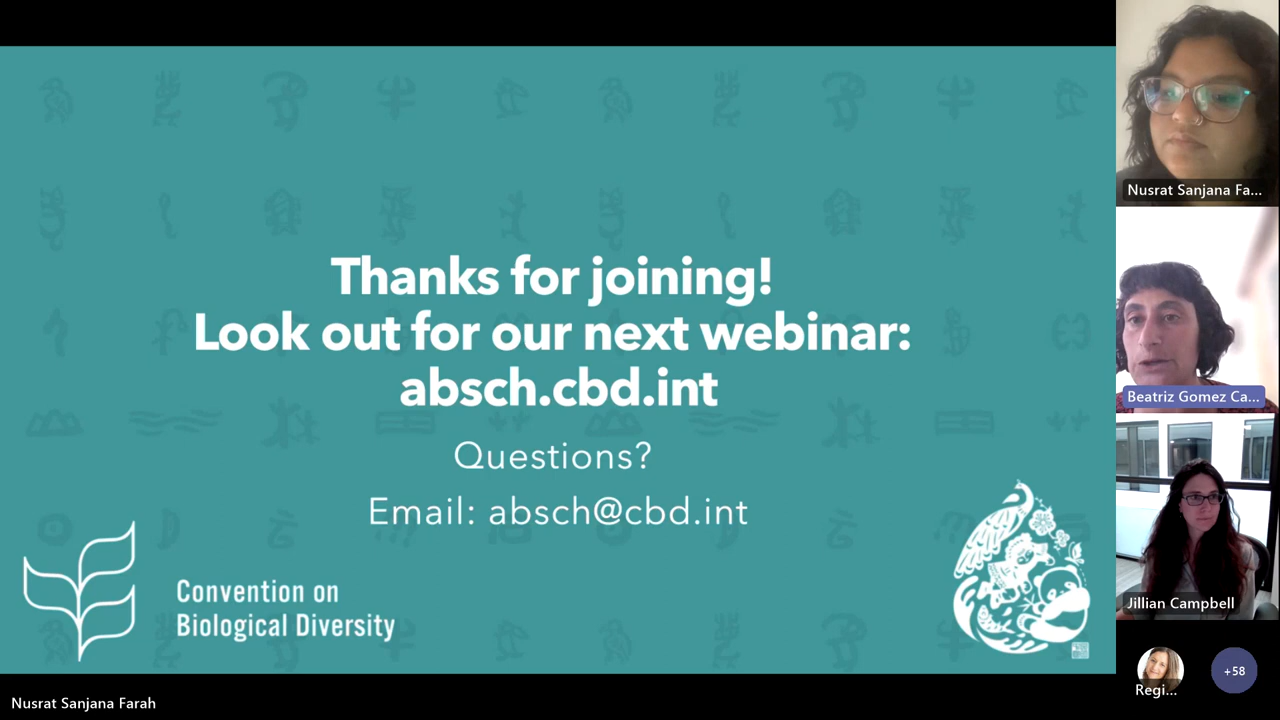 Thanks for joining!
Look out for our next webinar:
absch.cbd.int
Questions?
Email: absch@cbd.int
Convention on
Biological Diversity
Nusrat Sanjana Farah
Nusrat Sanjana Fa...
Beatriz Gomez Ca...
Jillian Campbell
Regi...
+58